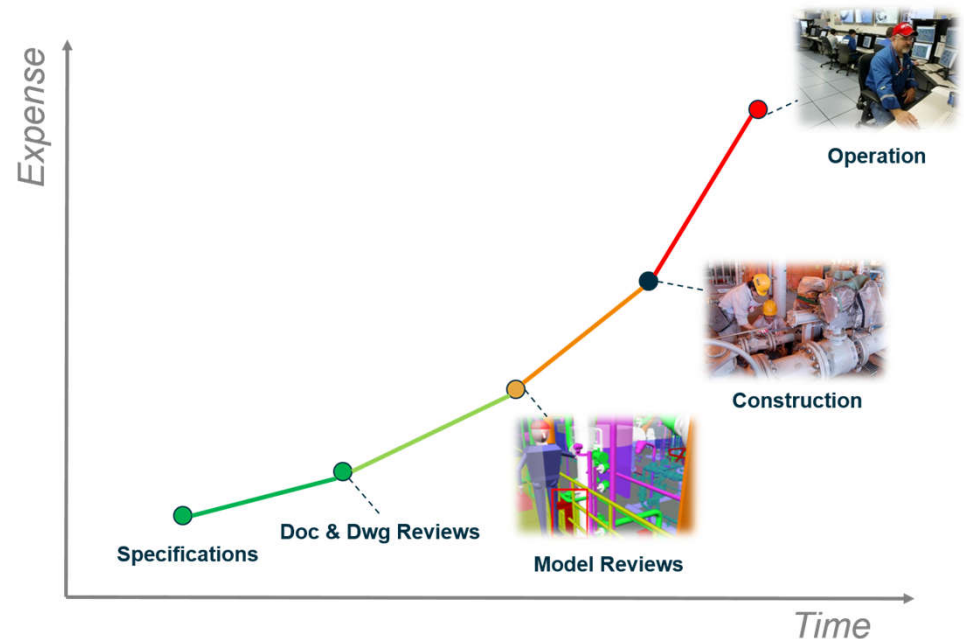 Expense
Operation
Construction
Doc & Dwg Reviews
Specifications
Model Reviews
Time